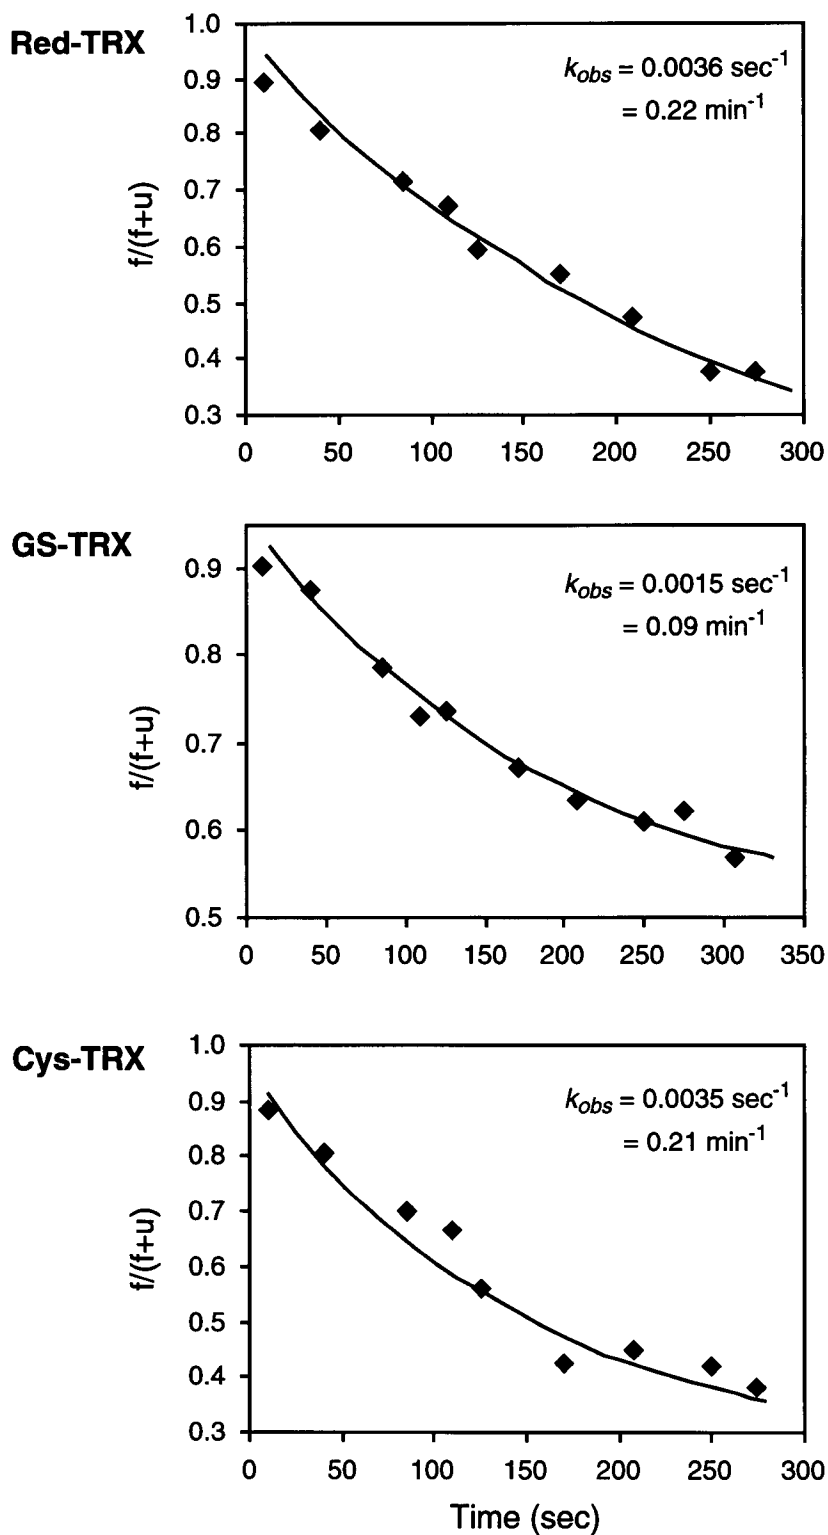 Red-TRX
k_obs = 0.0036 sec⁻¹
= 0.22 min⁻¹
f/(f+u)
1.0
0.9
0.8
0.7
0.6
0.5
0.4
0.3
0 50 100 150 200 250 300
GS-TRX
k_obs = 0.0015 sec⁻¹
= 0.09 min⁻¹
f/(f+u)
0.9
0.8
0.7
0.6
0.5
0 50 100 150 200 250 300 350
Cys-TRX
k_obs = 0.0035 sec⁻¹
= 0.21 min⁻¹
f/(f+u)
1.0
0.9
0.8
0.7
0.6
0.5
0.4
0.3
0 50 100 150 200 250 300
Time (sec)